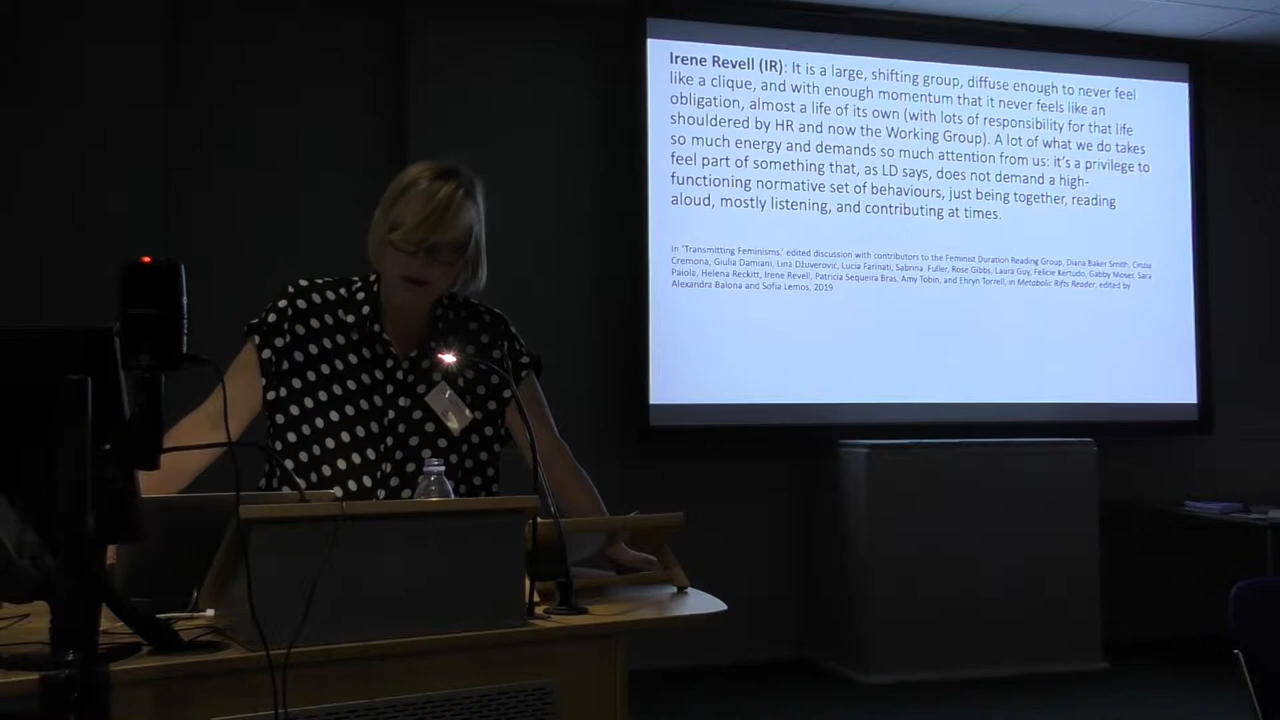 Irene Revell (IR): It is a large, shifting group, diffuse enough to never feel
like a clique, and with enough momentum that it never feels like an
obligation, almost a life of its own (with lots of responsibility for that life
shouldered by HR and now the Working Group). A lot of what we do takes
so much energy and demands so much attention from us: it's a privilege to
feel part of something that, as LD says, does not demand a high-
functioning normative set of behaviours, just being together, reading
aloud, mostly listening, and contributing at times.
In 'Transmitting Feminisms,' edited discussion with contributors to the Feminist Duration Reading Group, Diana Baker Smith, Cinzia
Cremona, Giulia Damiani, Lina Džuverović, Lucia Farinati, Sabrina Fuller, Rose Gibbs, Laura Guy, Felicie Kertudo, Gabby Moser, Sara
Paiola, Helena Reckitt, Irene Revell, Patricia Sequeira Bras, Amy Tobin, and Ehryn Torrell, in Metabolic Rifts Reader, edited by
Alexandra Balona and Sofia Lemos, 2019